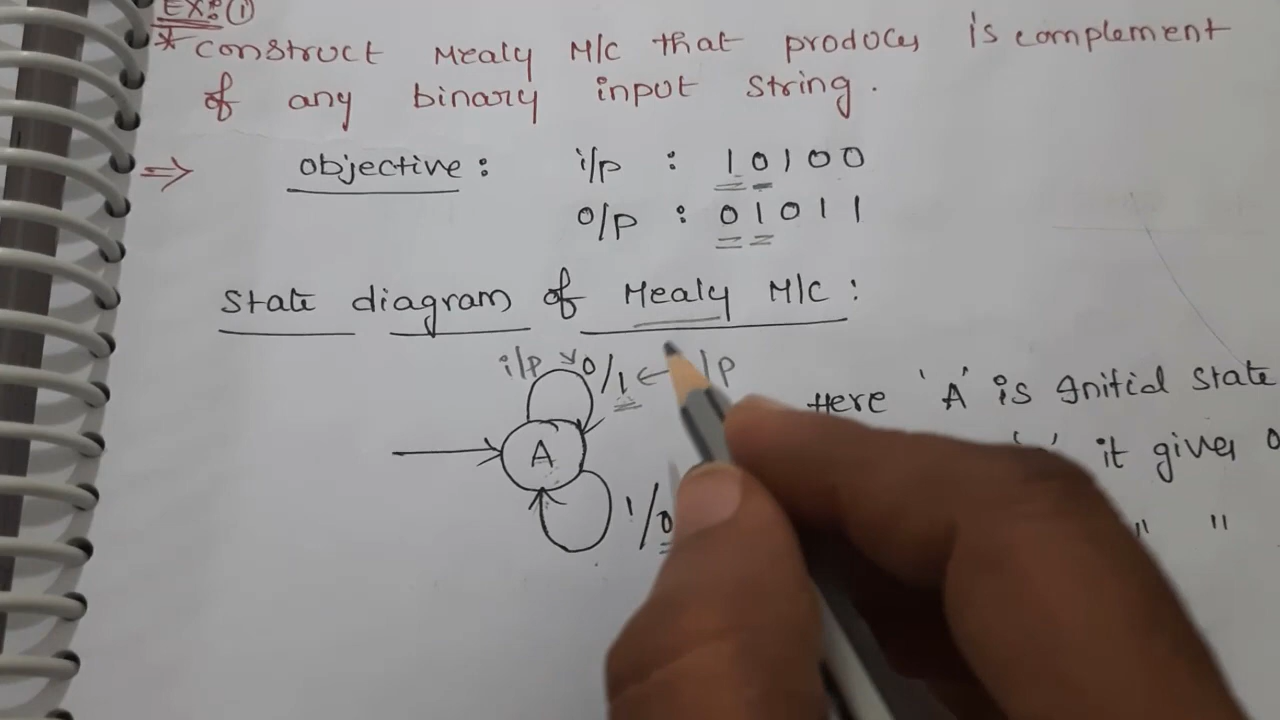 Ex: ①
* construct Mealy M/c that produces 1s complement
of any binary input string.
⇒ objective : i/p : 10100
o/p : 01011
State diagram of Mealy M/c :
i/p 0/1 ← /p
Here 'A' is Initial state
A
it gives
1/0
" "